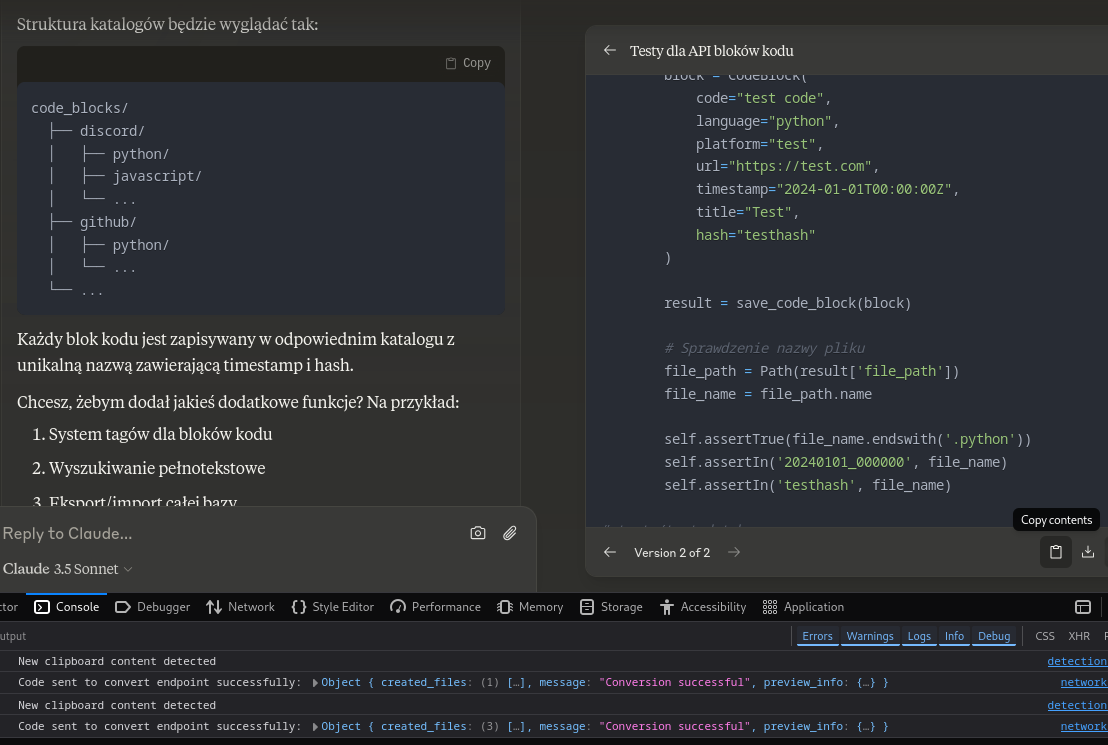 Struktura katalogów będzie wyglądać tak:
Copy
code_blocks/
├── discord/
│   ├── python/
│   ├── javascript/
│   └── ...
├── github/
│   ├── python/
│   └── ...
└── ...
Każdy blok kodu jest zapisywany w odpowiednim katalogu z
unikalną nazwą zawierającą timestamp i hash.
Chcesz, żebym dodał jakieś dodatkowe funkcje? Na przykład:
1. System tagów dla bloków kodu
2. Wyszukiwanie pełnotekstowe
3. Eksport/import całej bazy
Reply to Claude...
Claude 3.5 Sonnet
Testy dla API bloków kodu
block = CodeBlock(
code="test code",
language="python",
platform="test",
url="https://test.com",
timestamp="2024-01-01T00:00:00Z",
title="Test",
hash="testhash"
)
result = save_code_block(block)
# Sprawdzenie nazwy pliku
file_path = Path(result['file_path'])
file_name = file_path.name
self.assertTrue(file_name.endswith('.python'))
self.assertIn('20240101_000000', file_name)
self.assertIn('testhash', file_name)
Copy contents
Version 2 of 2
ctor Console Debugger Network Style Editor Performance Memory Storage Accessibility Application
utput Errors Warnings Logs Info Debug CSS XHR
New clipboard content detected detection
Code sent to convert endpoint successfully: Object { created_files: (1) […], message: "Conversion successful", preview_info: {…} } network
New clipboard content detected detection
Code sent to convert endpoint successfully: Object { created_files: (3) […], message: "Conversion successful", preview_info: {…} } network